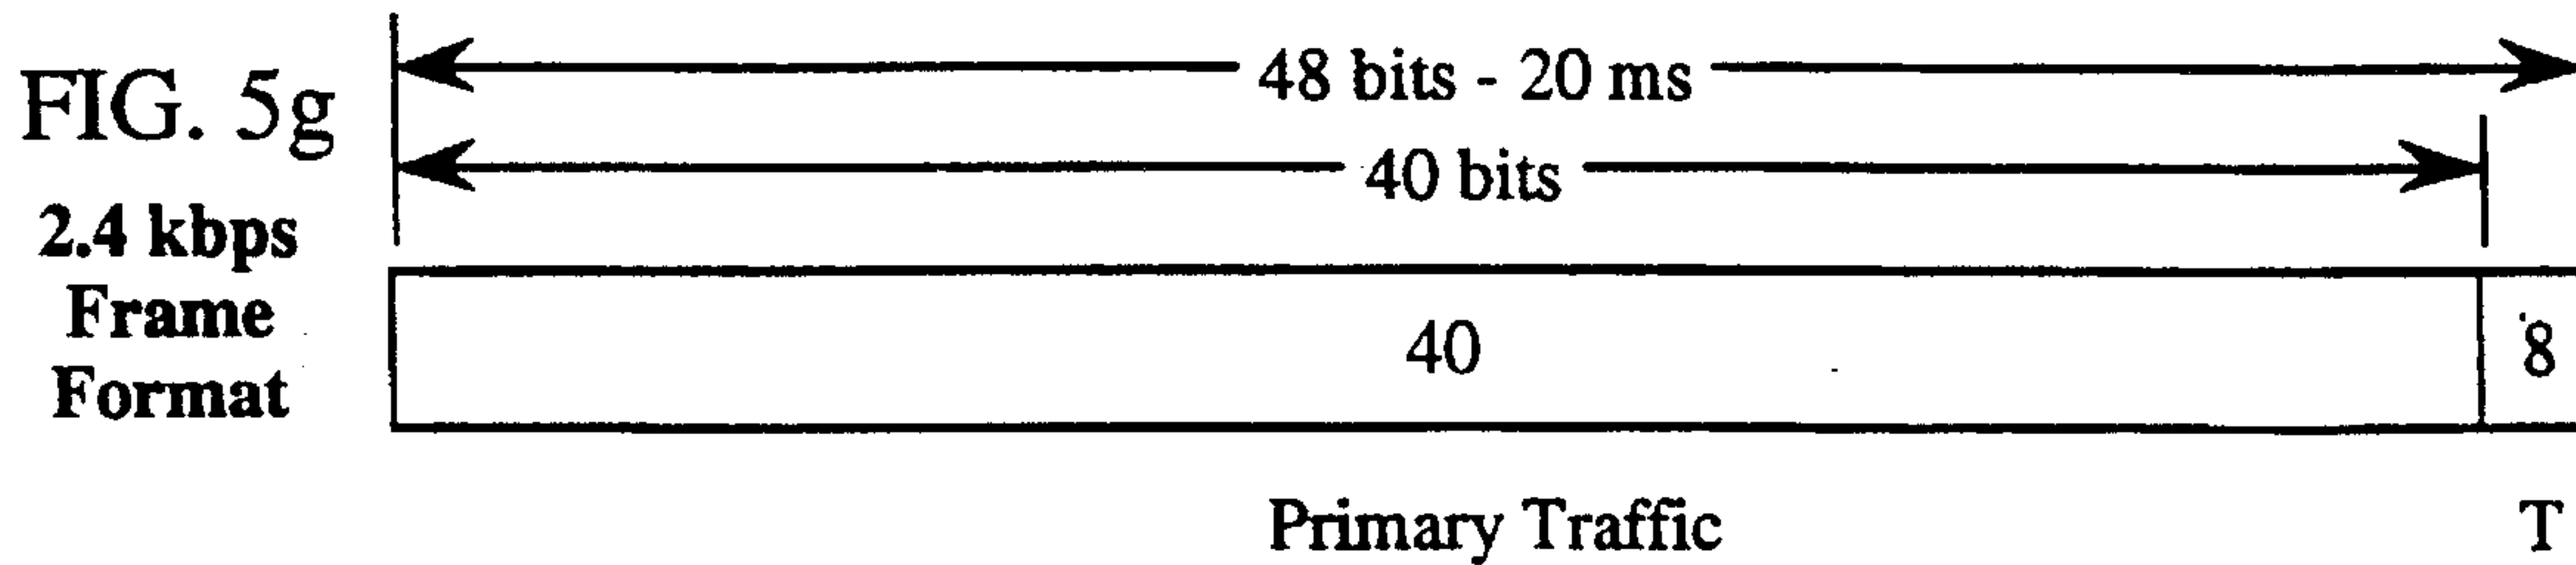 FIG. 5g
48 bits - 20 ms
40 bits
2.4 kbps
Frame
Format
40
8
Primary Traffic
T